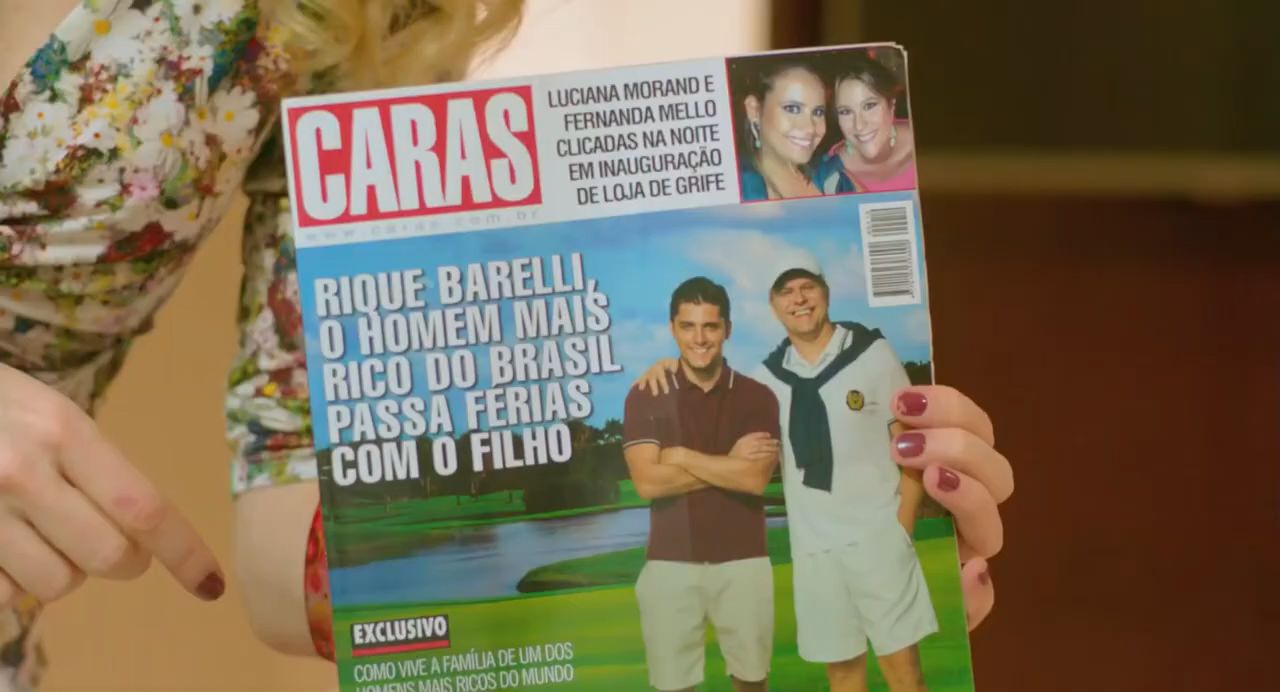 CARAS
www.caras.com.br
LUCIANA MORAND E
FERNANDA MELLO
CLICADAS NA NOITE
EM INAUGURAÇÃO
DE LOJA DE GRIFE
RIQUE BARELLI,
O HOMEM MAIS
RICO DO BRASIL
PASSA FÉRIAS
COM O FILHO
EXCLUSIVO
COMO VIVE A FAMÍLIA DE UM DOS
HOMENS MAIS RICOS DO MUNDO